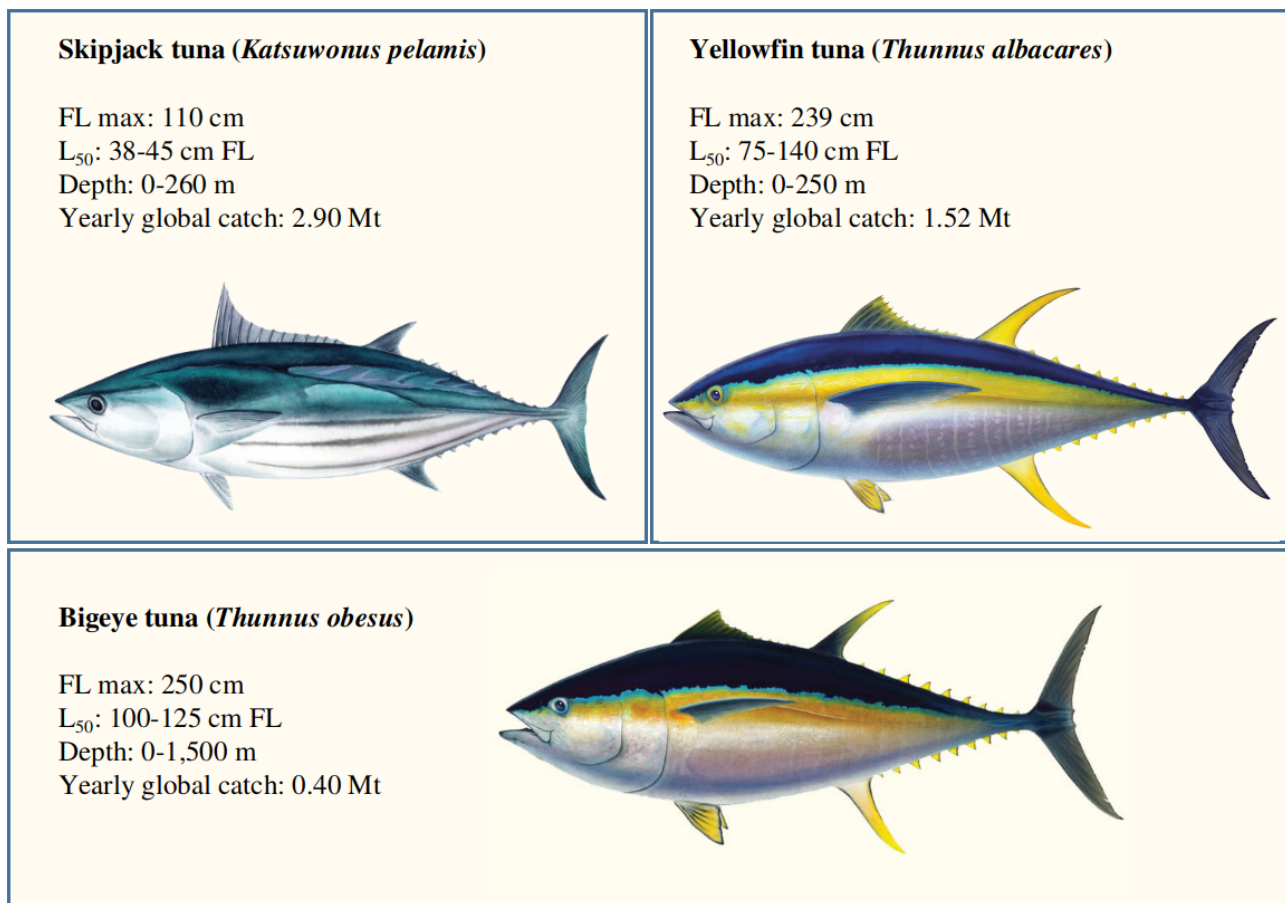 Skipjack tuna (Katsuwonus pelamis)
FL max: 110 cm
L50: 38-45 cm FL
Depth: 0-260 m
Yearly global catch: 2.90 Mt
Yellowfin tuna (Thunnus albacares)
FL max: 239 cm
L50: 75-140 cm FL
Depth: 0-250 m
Yearly global catch: 1.52 Mt
Bigeye tuna (Thunnus obesus)
FL max: 250 cm
L50: 100-125 cm FL
Depth: 0-1,500 m
Yearly global catch: 0.40 Mt